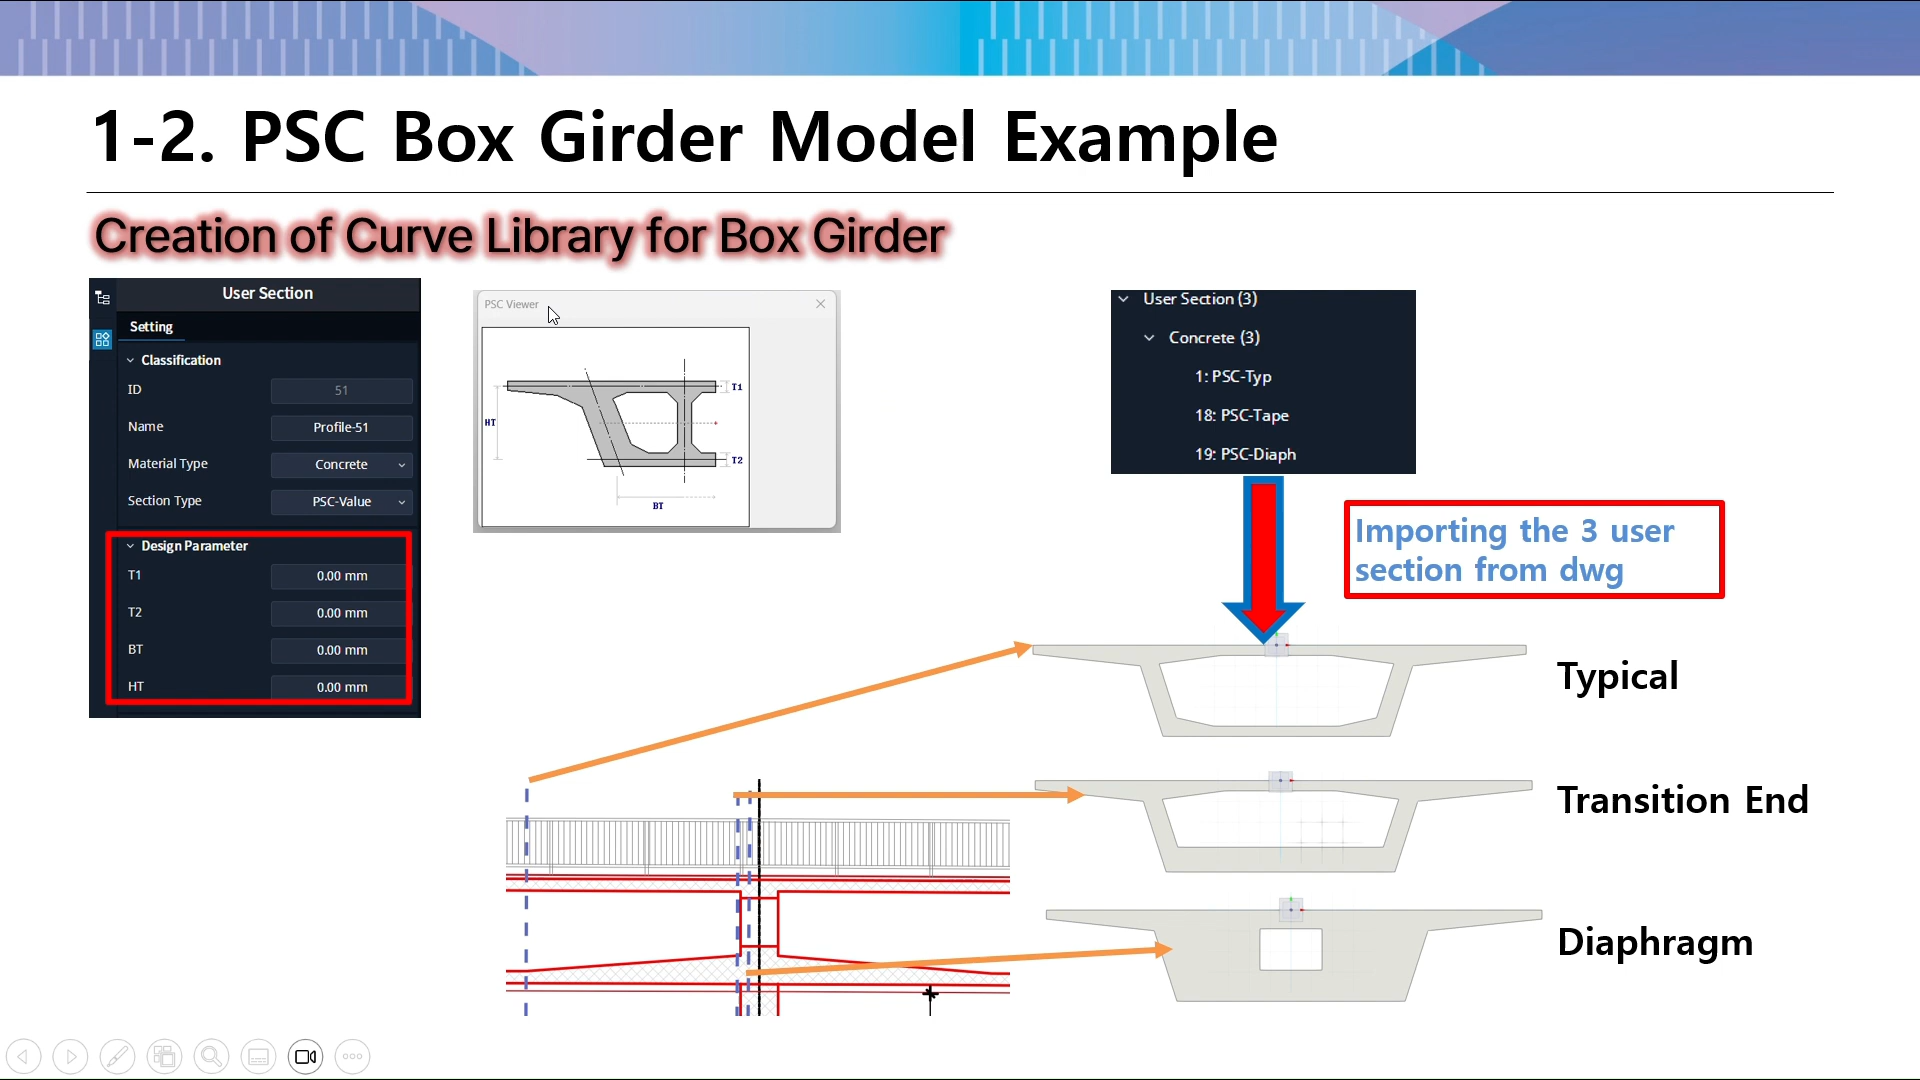 1-2. PSC Box Girder Model Example
Creation of Curve Library for Box Girder
User Section
Setting
Classification
ID 51
Name Profile-51
Material Type Concrete
Section Type PSC-Value
Design Parameter
T1 0.00 mm
T2 0.00 mm
BT 0.00 mm
HT 0.00 mm
PSC Viewer
T1
HT
T2
BT
User Section (3)
Concrete (3)
1: PSC-Typ
18: PSC-Tape
19: PSC-Diaph
Importing the 3 user
section from dwg
Typical
Transition End
Diaphragm